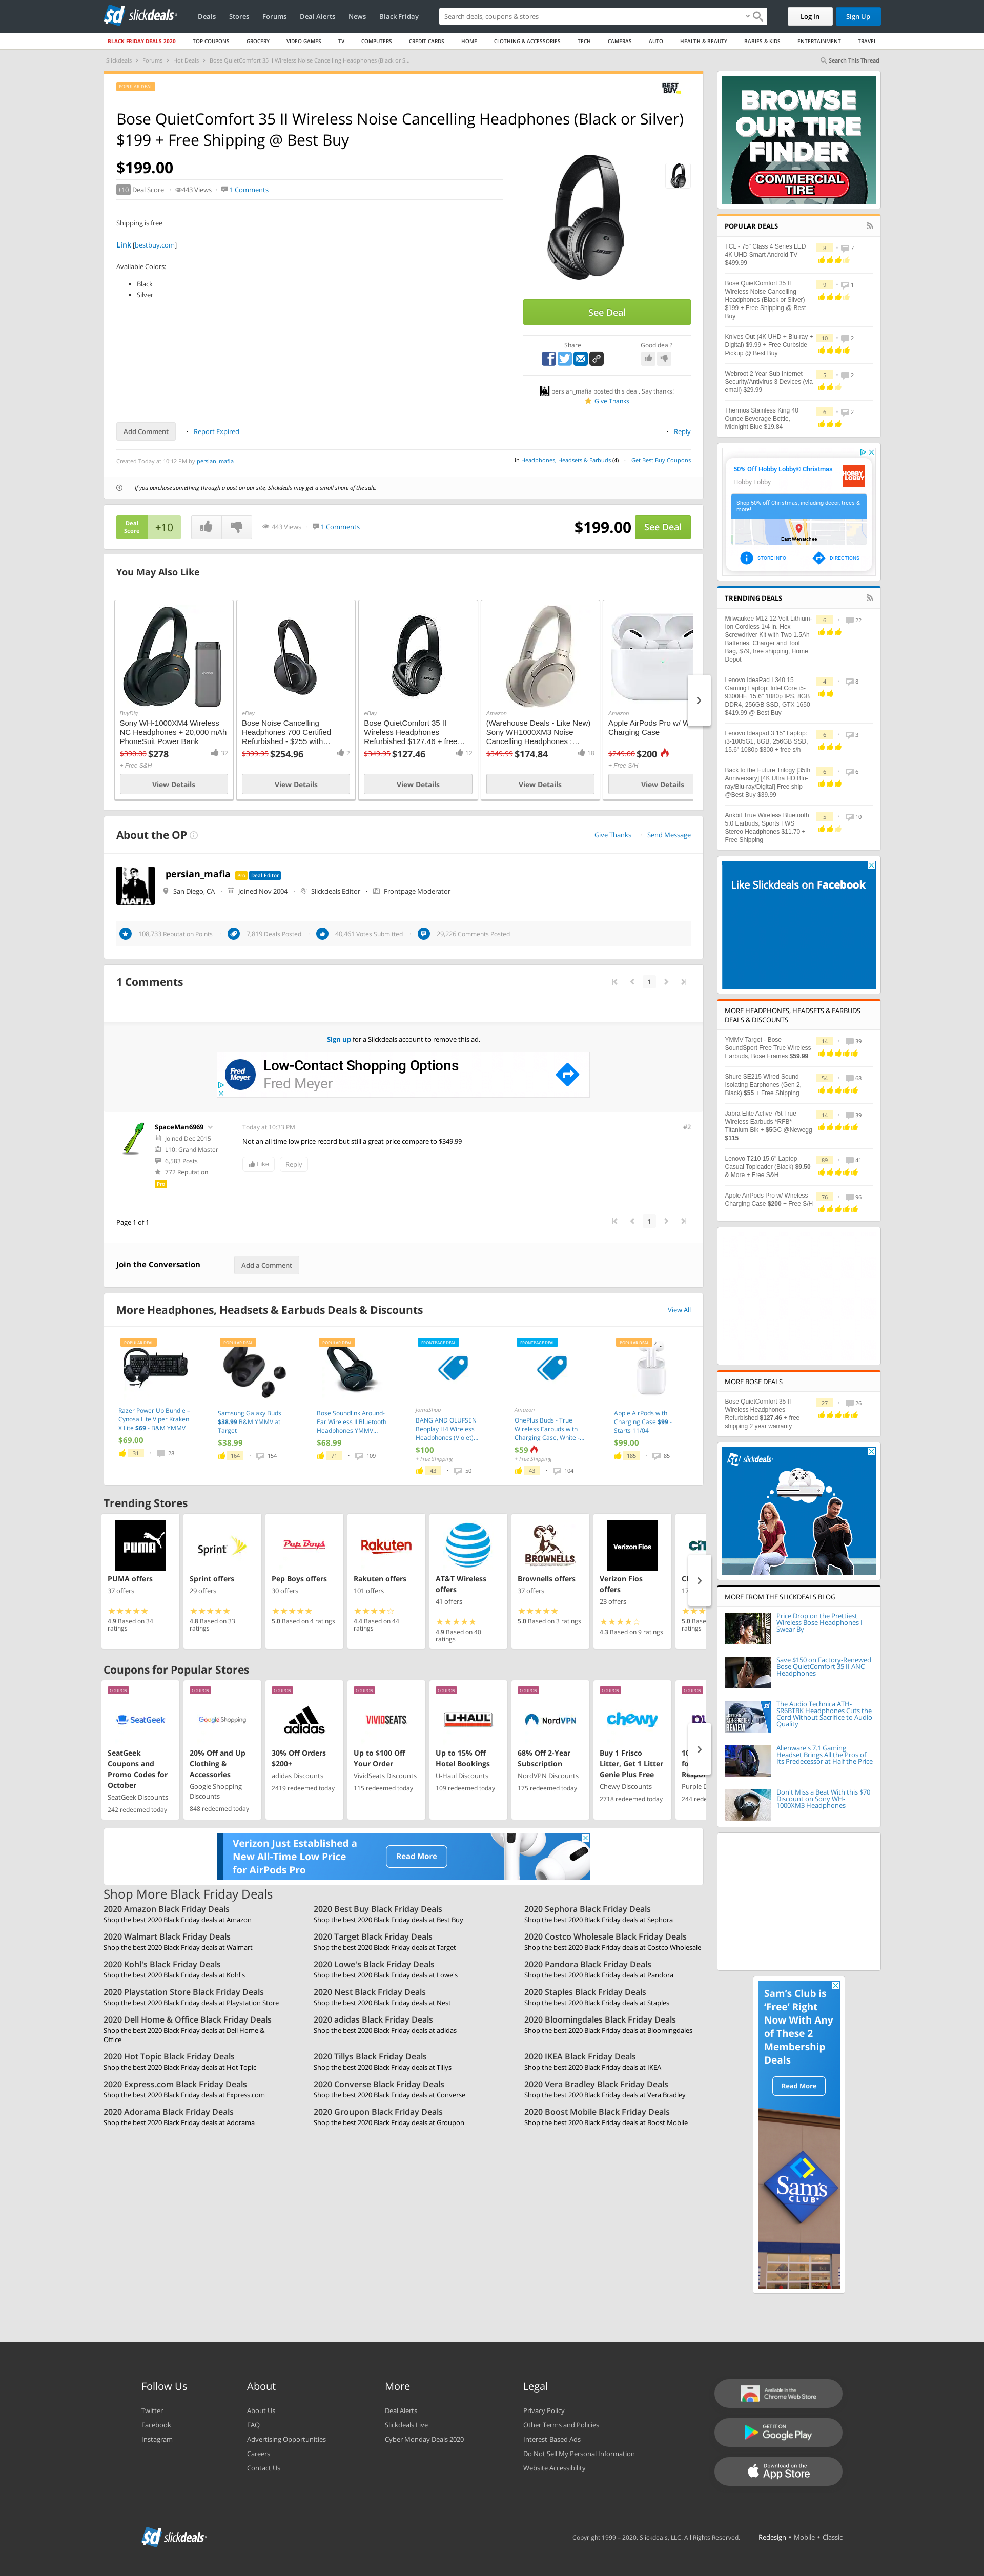 slickdeals
Deals
Stores
Forums
Deal Alerts
News
Black Friday
Search deals, coupons & stores
Log In
Sign Up
BLACK FRIDAY DEALS 2020
TOP COUPONS
GROCERY
VIDEO GAMES
TV
COMPUTERS
CREDIT CARDS
HOME
CLOTHING & ACCESSORIES
TECH
CAMERAS
AUTO
HEALTH & BEAUTY
BABIES & KIDS
ENTERTAINMENT
TRAVEL
Slickdeals > Forums > Hot Deals > Bose QuietComfort 35 II Wireless Noise Cancelling Headphones (Black or S...
Search This Thread
POPULAR DEAL
BEST BUY
Bose QuietComfort 35 II Wireless Noise Cancelling Headphones (Black or Silver)
$199 + Free Shipping @ Best Buy
$199.00
+10 Deal Score · 443 Views · 1 Comments
Shipping is free
Link [bestbuy.com]
Available Colors:
• Black
• Silver
See Deal
Share
Good deal?
persian_mafia posted this deal. Say thanks!
Give Thanks
Add Comment
· Report Expired
· Reply
Created Today at 10:12 PM by persian_mafia
in Headphones, Headsets & Earbuds (4) · Get Best Buy Coupons
If you purchase something through a post on our site, Slickdeals may get a small share of the sale.
Deal Score
+10
443 Views · 1 Comments
$199.00
See Deal
You May Also Like
BuyDig
Sony WH-1000XM4 Wireless
NC Headphones + 20,000 mAh
PhoneSuit Power Bank
$390.00 $278
32
+ Free S&H
View Details
eBay
Bose Noise Cancelling
Headphones 700 Certified
Refurbished - $255 with…
$399.95 $254.96
2
View Details
eBay
Bose QuietComfort 35 II
Wireless Headphones
Refurbished $127.46 + free…
$349.95 $127.46
12
View Details
Amazon
(Warehouse Deals - Like New)
Sony WH1000XM3 Noise
Cancelling Headphones :…
$349.99 $174.84
18
View Details
Amazon
Apple AirPods Pro w/ W
Charging Case
$249.00 $200
+ Free S/H
View Details
About the OP
Give Thanks · Send Message
MAFIA
persian_mafia
Pro
Deal Editor
San Diego, CA · Joined Nov 2004 · Slickdeals Editor · Frontpage Moderator
108,733 Reputation Points · 7,819 Deals Posted · 40,461 Votes Submitted · 29,226 Comments Posted
1 Comments
1
Sign up for a Slickdeals account to remove this ad.
Fred Meyer
Low-Contact Shopping Options
Fred Meyer
SpaceMan6969
Joined Dec 2015
L10: Grand Master
6,583 Posts
772 Reputation
Pro
Today at 10:33 PM
#2
Not an all time low price record but still a great price compare to $349.99
Like
Reply
Page 1 of 1
1
Join the Conversation
Add a Comment
More Headphones, Headsets & Earbuds Deals & Discounts
View All
POPULAR DEAL
Razer Power Up Bundle –
Cynosa Lite Viper Kraken
X Lite $69 - B&M YMMV
$69.00
31 · 28
POPULAR DEAL
Samsung Galaxy Buds
$38.99 B&M YMMV at
Target
$38.99
164 · 154
POPULAR DEAL
Bose Soundlink Around-
Ear Wireless II Bluetooth
Headphones YMMV...
$68.99
71 · 109
FRONTPAGE DEAL
JomaShop
BANG AND OLUFSEN
Beoplay H4 Wireless
Headphones (Violet)...
$100
+ Free Shipping
43 · 50
FRONTPAGE DEAL
Amazon
OnePlus Buds - True
Wireless Earbuds with
Charging Case, White -...
$59
+ Free Shipping
43 · 104
POPULAR DEAL
Apple AirPods with
Charging Case $99 -
Starts 11/04
$99.00
185 · 85
Trending Stores
PUMA
PUMA offers
37 offers
4.9 Based on 34
ratings
Sprint
Sprint offers
29 offers
4.8 Based on 33
ratings
Pep Boys
Pep Boys offers
30 offers
5.0 Based on 4 ratings
Rakuten
Rakuten offers
101 offers
4.4 Based on 44
ratings
AT&T
AT&T Wireless
offers
41 offers
4.9 Based on 40
ratings
BROWNELLS
Brownells offers
37 offers
5.0 Based on 3 ratings
Verizon Fios
Verizon Fios
offers
23 offers
4.3 Based on 9 ratings
Coupons for Popular Stores
COUPON
SeatGeek
SeatGeek
Coupons and
Promo Codes for
October
SeatGeek Discounts
242 redeemed today
COUPON
Google Shopping
20% Off and Up
Clothing &
Accessories
Google Shopping
Discounts
848 redeemed today
COUPON
adidas
30% Off Orders
$200+
adidas Discounts
2419 redeemed today
COUPON
VIVIDSEATS.
Up to $100 Off
Your Order
VividSeats Discounts
115 redeemed today
COUPON
U-HAUL
Up to 15% Off
Hotel Bookings
U-Haul Discounts
109 redeemed today
COUPON
NordVPN
68% Off 2-Year
Subscription
NordVPN Discounts
175 redeemed today
COUPON
chewy
Buy 1 Frisco
Litter, Get 1 Litter
Genie Plus Free
Chewy Discounts
2718 redeemed today
COUPON
Verizon Just Established a
New All-Time Low Price
for AirPods Pro
Read More
Shop More Black Friday Deals
2020 Amazon Black Friday Deals
Shop the best 2020 Black Friday deals at Amazon
2020 Best Buy Black Friday Deals
Shop the best 2020 Black Friday deals at Best Buy
2020 Sephora Black Friday Deals
Shop the best 2020 Black Friday deals at Sephora
2020 Walmart Black Friday Deals
Shop the best 2020 Black Friday deals at Walmart
2020 Target Black Friday Deals
Shop the best 2020 Black Friday deals at Target
2020 Costco Wholesale Black Friday Deals
Shop the best 2020 Black Friday deals at Costco Wholesale
2020 Kohl's Black Friday Deals
Shop the best 2020 Black Friday deals at Kohl's
2020 Lowe's Black Friday Deals
Shop the best 2020 Black Friday deals at Lowe's
2020 Pandora Black Friday Deals
Shop the best 2020 Black Friday deals at Pandora
2020 Playstation Store Black Friday Deals
Shop the best 2020 Black Friday deals at Playstation Store
2020 Nest Black Friday Deals
Shop the best 2020 Black Friday deals at Nest
2020 Staples Black Friday Deals
Shop the best 2020 Black Friday deals at Staples
2020 Dell Home & Office Black Friday Deals
Shop the best 2020 Black Friday deals at Dell Home &
Office
2020 adidas Black Friday Deals
Shop the best 2020 Black Friday deals at adidas
2020 Bloomingdales Black Friday Deals
Shop the best 2020 Black Friday deals at Bloomingdales
2020 Hot Topic Black Friday Deals
Shop the best 2020 Black Friday deals at Hot Topic
2020 Tillys Black Friday Deals
Shop the best 2020 Black Friday deals at Tillys
2020 IKEA Black Friday Deals
Shop the best 2020 Black Friday deals at IKEA
2020 Express.com Black Friday Deals
Shop the best 2020 Black Friday deals at Express.com
2020 Converse Black Friday Deals
Shop the best 2020 Black Friday deals at Converse
2020 Vera Bradley Black Friday Deals
Shop the best 2020 Black Friday deals at Vera Bradley
2020 Adorama Black Friday Deals
Shop the best 2020 Black Friday deals at Adorama
2020 Groupon Black Friday Deals
Shop the best 2020 Black Friday deals at Groupon
2020 Boost Mobile Black Friday Deals
Shop the best 2020 Black Friday deals at Boost Mobile
BROWSE
OUR TIRE
FINDER
COMMERCIAL
TIRE
POPULAR DEALS
TCL - 75" Class 4 Series LED
4K UHD Smart Android TV
$499.99
8 · 7
Bose QuietComfort 35 II
Wireless Noise Cancelling
Headphones (Black or Silver)
$199 + Free Shipping @ Best
Buy
9 · 1
Knives Out (4K UHD + Blu-ray +
Digital) $9.99 + Free Curbside
Pickup @ Best Buy
10 · 2
Webroot 2 Year Sub Internet
Security/Antivirus 3 Devices (via
email) $29.99
5 · 2
Thermos Stainless King 40
Ounce Beverage Bottle,
Midnight Blue $19.84
6 · 2
50% Off Hobby Lobby® Christmas
Hobby Lobby
HOBBY LOBBY
Shop 50% off Christmas, including decor, trees &
more!
East Wenatchee
STORE INFO
DIRECTIONS
TRENDING DEALS
Milwaukee M12 12-Volt Lithium-
Ion Cordless 1/4 in. Hex
Screwdriver Kit with Two 1.5Ah
Batteries, Charger and Tool
Bag, $79, free shipping, Home
Depot
6 · 22
Lenovo IdeaPad L340 15
Gaming Laptop: Intel Core i5-
9300HF, 15.6" 1080p IPS, 8GB
DDR4, 256GB SSD, GTX 1650
$419.99 @ Best Buy
4 · 8
Lenovo Ideapad 3 15" Laptop:
i3-1005G1, 8GB, 256GB SSD,
15.6" 1080p $300 + free s/h
6 · 3
Back to the Future Trilogy [35th
Anniversary] [4K Ultra HD Blu-
ray/Blu-ray/Digital] Free ship
@Best Buy $39.99
6 · 6
Ankbit True Wireless Bluetooth
5.0 Earbuds, Sports TWS
Stereo Headphones $11.70 +
Free Shipping
5 · 10
Like Slickdeals on Facebook
MORE HEADPHONES, HEADSETS & EARBUDS
DEALS & DISCOUNTS
YMMV Target - Bose
SoundSport Free True Wireless
Earbuds, Bose Frames $59.99
14 · 39
Shure SE215 Wired Sound
Isolating Earphones (Gen 2,
Black) $55 + Free Shipping
54 · 68
Jabra Elite Active 75t True
Wireless Earbuds *RFB*
Titanium Blk + $5GC @Newegg
$115
14 · 39
Lenovo T210 15.6" Laptop
Casual Toploader (Black) $9.50
& More + Free S&H
89 · 41
Apple AirPods Pro w/ Wireless
Charging Case $200 + Free S/H
76 · 96
MORE BOSE DEALS
Bose QuietComfort 35 II
Wireless Headphones
Refurbished $127.46 + free
shipping 2 year warranty
27 · 26
slickdeals
MORE FROM THE SLICKDEALS BLOG
Price Drop on the Prettiest
Wireless Bose Headphones I
Swear By
Save $150 on Factory-Renewed
Bose QuietComfort 35 II ANC
Headphones
The Audio Technica ATH-
SR6BTBK Headphones Cuts the
Cord Without Sacrifice to Audio
Quality
Alienware's 7.1 Gaming
Headset Brings All the Pros of
Its Predecessor at Half the Price
Don't Miss a Beat With this $70
Discount on Sony WH-
1000XM3 Headphones
Sam's Club is
'Free' Right
Now With Any
of These 2
Membership
Deals
Read More
Sam's
CLUB
Follow Us
Twitter
Facebook
Instagram
About
About Us
FAQ
Advertising Opportunities
Careers
Contact Us
More
Deal Alerts
Slickdeals Live
Cyber Monday Deals 2020
Legal
Privacy Policy
Other Terms and Policies
Interest-Based Ads
Do Not Sell My Personal Information
Website Accessibility
Available in the
Chrome Web Store
GET IT ON
Google Play
Download on the
App Store
slickdeals
Copyright 1999 – 2020. Slickdeals, LLC. All Rights Reserved.
Redesign • Mobile • Classic